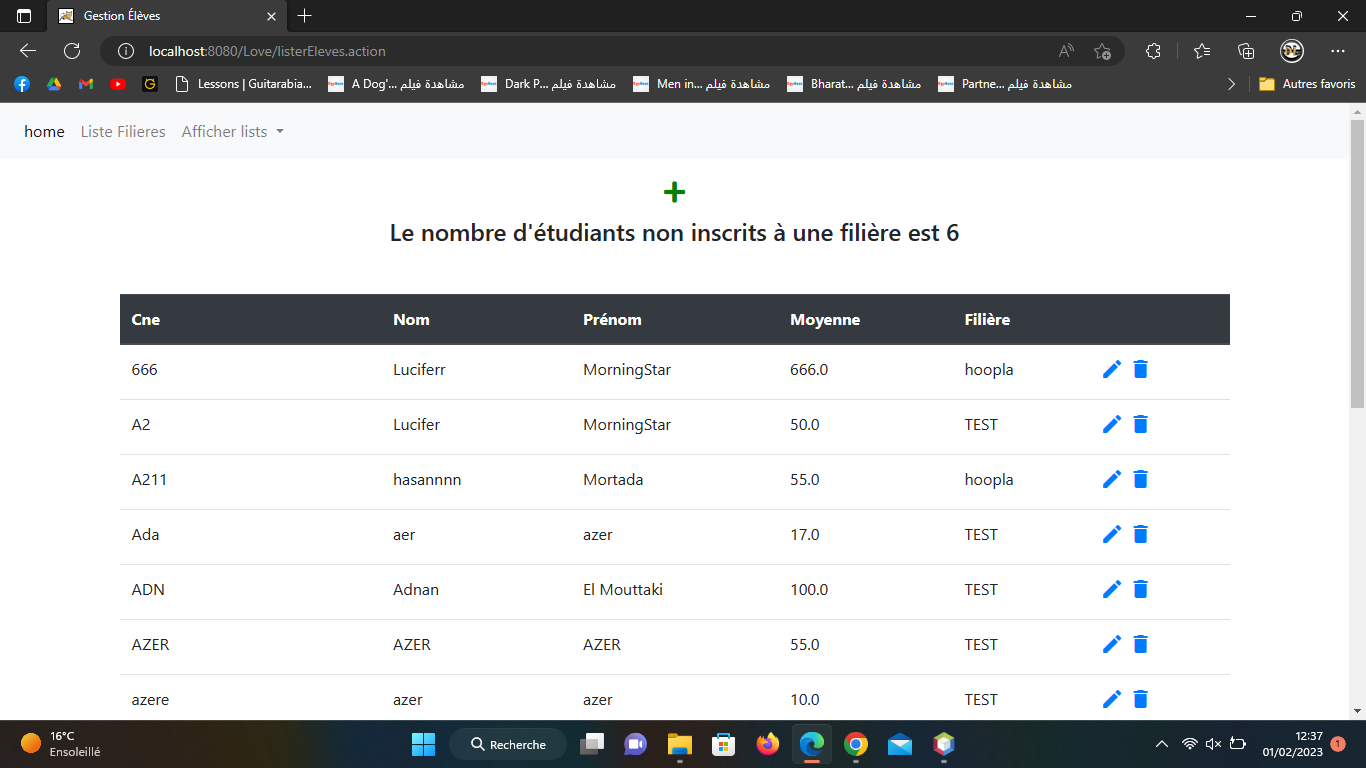 Gestion Élèves
localhost:8080/Love/listerEleves.action
Lessons | Guitarabia...
مشاهدة فيلم ...A Dog'
مشاهدة فيلم ...Dark P
مشاهدة فيلم ...Men in
مشاهدة فيلم ...Bharat
مشاهدة فيلم ...Partne
Autres favoris
home Liste Filieres Afficher lists
Le nombre d'étudiants non inscrits à une filière est 6
Cne Nom Prénom Moyenne Filière
666 Luciferr MorningStar 666.0 hoopla
A2 Lucifer MorningStar 50.0 TEST
A211 hasannnn Mortada 55.0 hoopla
Ada aer azer 17.0 TEST
ADN Adnan El Mouttaki 100.0 TEST
AZER AZER AZER 55.0 TEST
azere azer azer 10.0 TEST
16°C
Ensoleillé
Recherche
12:37
01/02/2023
1